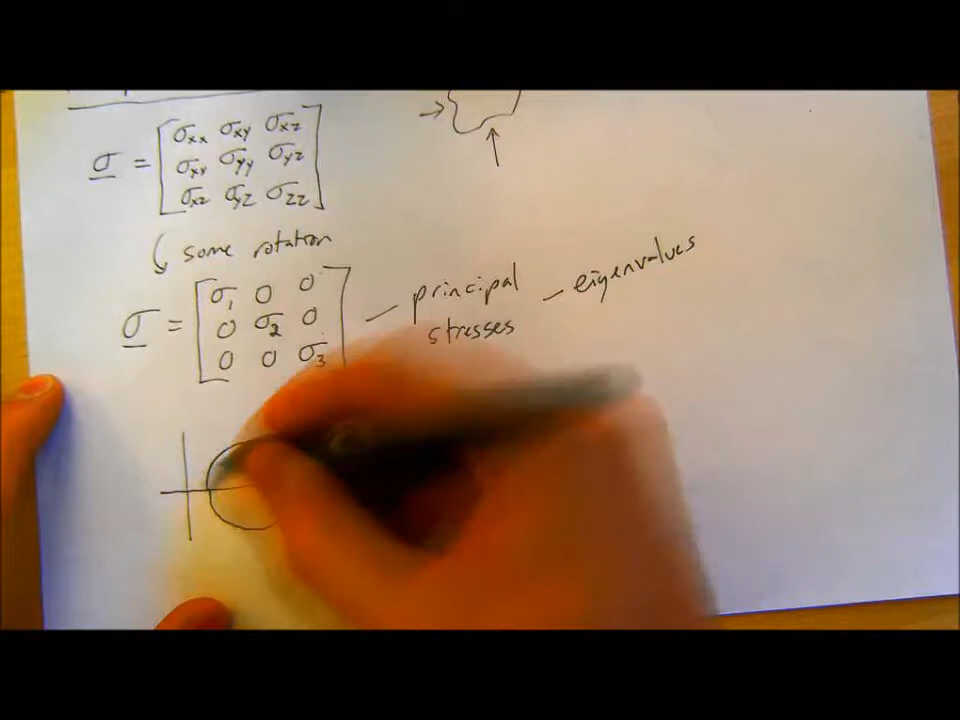 σ = [ σxx σxy σxz
σxy σyy σyz
σxz σyz σzz ]
some rotation
σ = [ σ1 0 0
0 σ2 0
0 0 σ3 ]
— principal
stresses
— eigenvalues